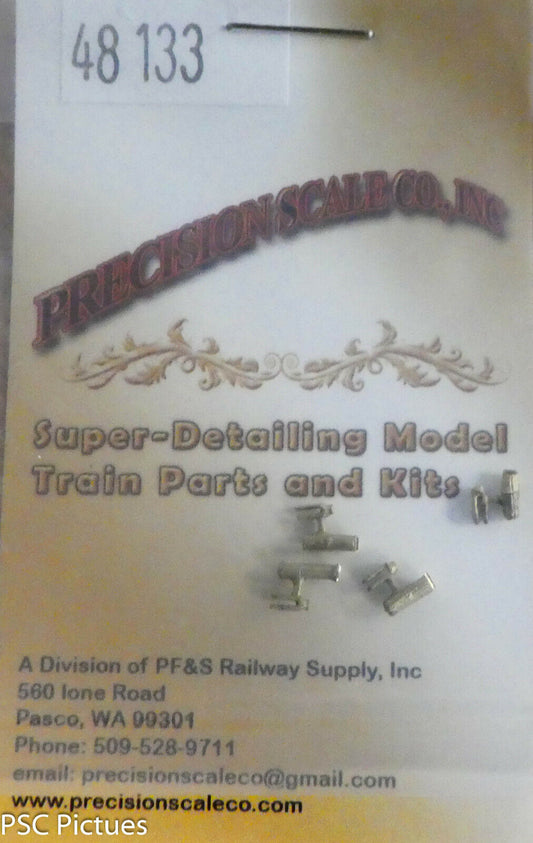 48 133
PRECISION SCALE CO., INC
Super-Detailing Model
Train Parts and Kits
A Division of PF&S Railway Supply, Inc
560 Ione Road
Pasco, WA 99301
Phone: 509-528-9711
email: precisionscaleco@gmail.com
www.precisionscaleco.com
PSC Pictues